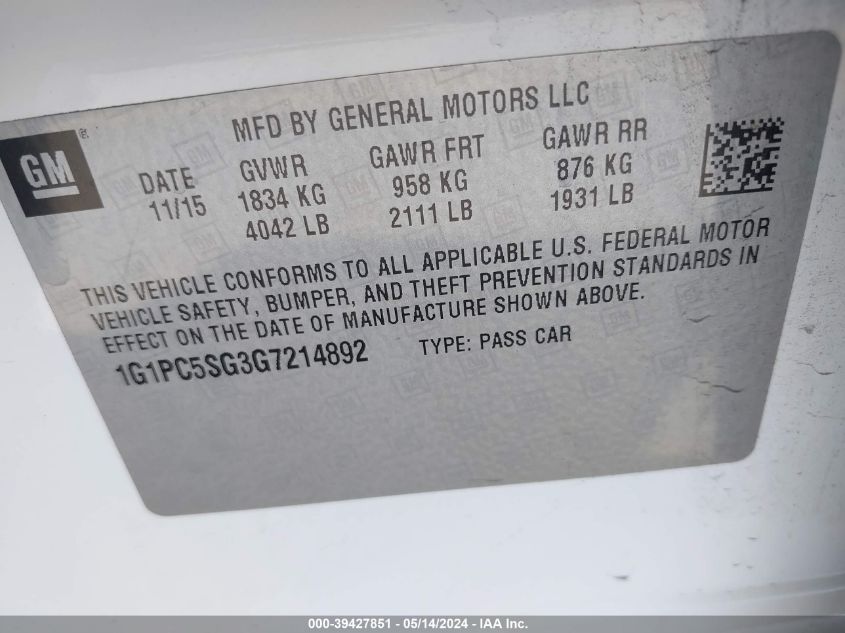 MFD BY GENERAL MOTORS LLC
GM®
DATE GVWR GAWR FRT GAWR RR
11/15 1834 KG 958 KG 876 KG
4042 LB 2111 LB 1931 LB
THIS VEHICLE CONFORMS TO ALL APPLICABLE U.S. FEDERAL MOTOR
VEHICLE SAFETY, BUMPER, AND THEFT PREVENTION STANDARDS IN
EFFECT ON THE DATE OF MANUFACTURE SHOWN ABOVE.
1G1PC5SG3G7214892 TYPE: PASS CAR
000-39427851 - 05/14/2024 - IAA Inc.